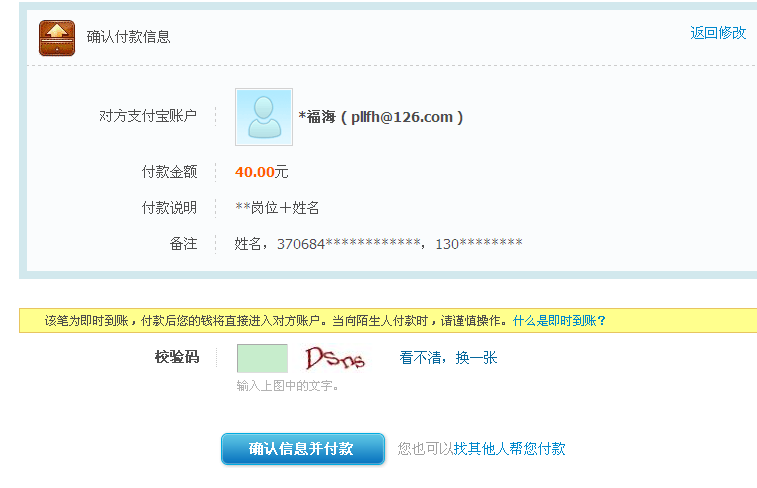 确认付款信息 返回修改
对方支付宝账户 *福海（pllfh@126.com）
付款金额 40.00元
付款说明 **岗位＋姓名
备注 姓名，370684************，130********
该笔为即时到账，付款后您的钱将直接进入对方账户。当向陌生人付款时，请谨慎操作。什么是即时到账？
校验码 DSns 看不清，换一张
输入上图中的文字。
确认信息并付款 您也可以找其他人帮您付款